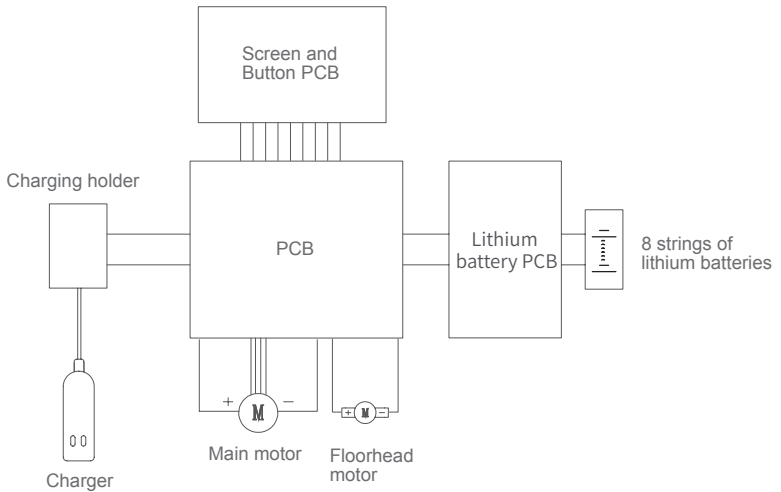 Screen and
Button PCB
Charging holder
PCB
Lithium
battery PCB
8 strings of
lithium batteries
+ M −
+ M −
Main motor
Floorhead
motor
Charger